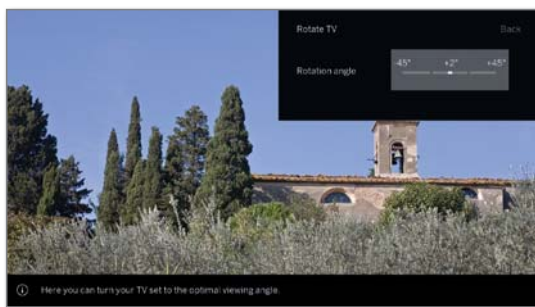 Rotate TV Back
Rotation angle
-45° +2° +45°
Here you can turn your TV set to the optimal viewing angle.